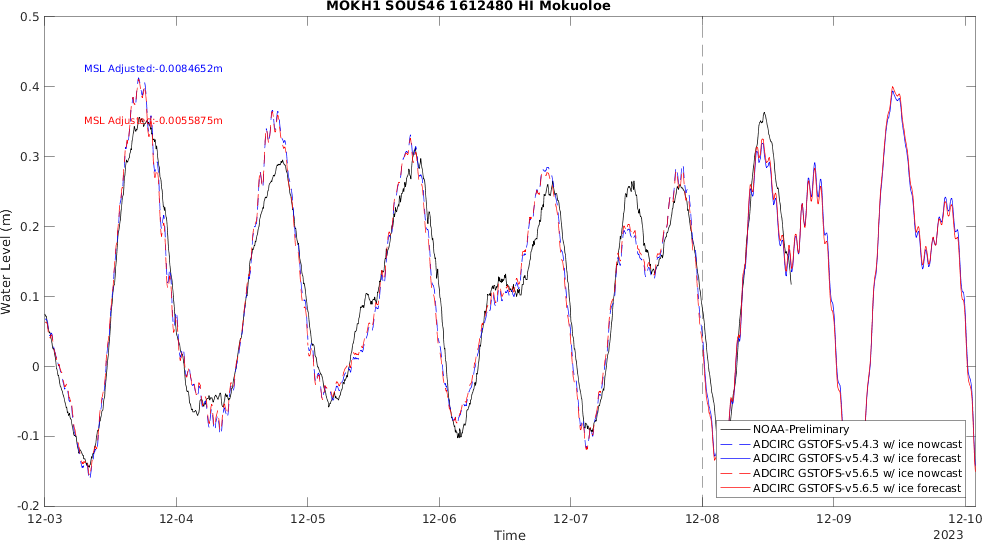 MOKH1 SOUS46 1612480 HI Mokuoloe
0.5
MSL Adjusted:-0.0084652m
0.4
MSL Adjusted:-0.0055875m
0.3
0.2
Water Level (m)
0.1
0
-0.1
-0.2
NOAA-Preliminary
ADCIRC GSTOFS-v5.4.3 w/ ice nowcast
ADCIRC GSTOFS-v5.4.3 w/ ice forecast
ADCIRC GSTOFS-v5.6.5 w/ ice nowcast
ADCIRC GSTOFS-v5.6.5 w/ ice forecast
12-03 12-04 12-05 12-06 12-07 12-08 12-09 12-10
Time
2023